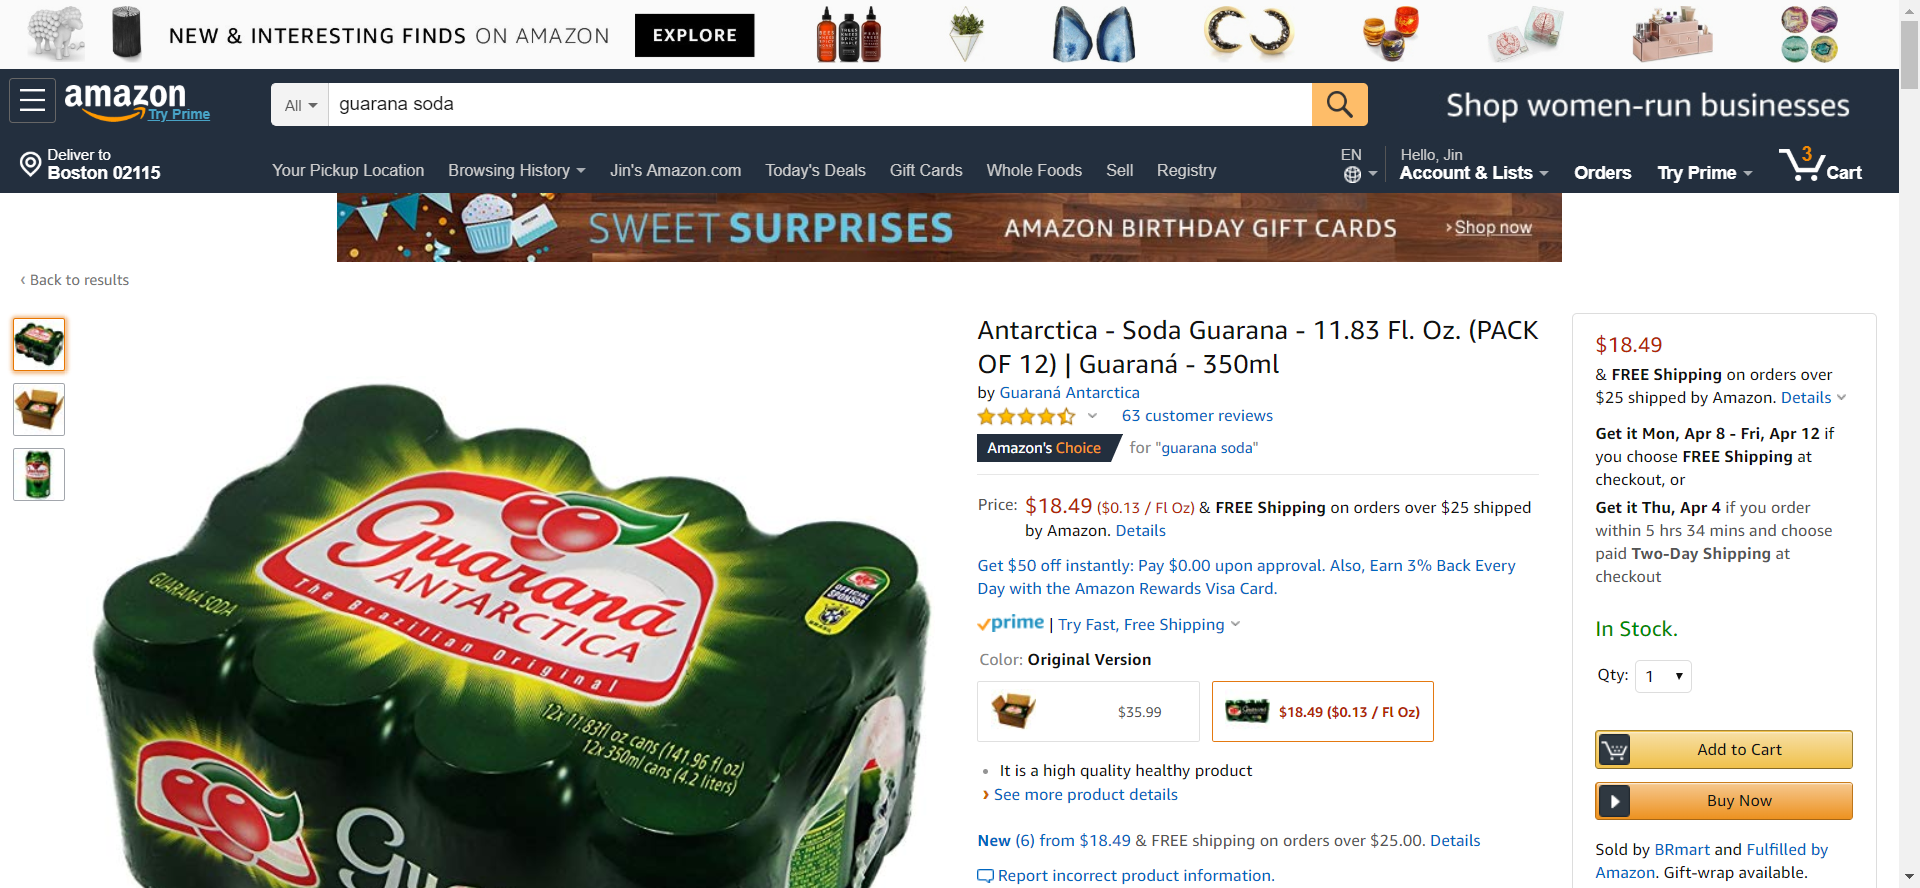 NEW & INTERESTING FINDS ON AMAZON
EXPLORE
amazon
Try Prime
All
guarana soda
Shop women-run businesses
Deliver to
Boston 02115
Your Pickup Location
Browsing History
Jin's Amazon.com
Today's Deals
Gift Cards
Whole Foods
Sell
Registry
EN
Hello, Jin
Account & Lists
Orders
Try Prime
3
Cart
SWEET SURPRISES
AMAZON BIRTHDAY GIFT CARDS
› Shop now
‹ Back to results
GUARANÁ SODA
Guaraná
ANTARCTICA
The Brazilian Original
OFFICIAL
SPONSOR
12x 11.83fl oz cans (141.96 fl oz)
12x 350ml cans (4.2 liters)
Antarctica - Soda Guarana - 11.83 Fl. Oz. (PACK
OF 12) | Guaraná - 350ml
by Guaraná Antarctica
63 customer reviews
Amazon's Choice
for "guarana soda"
Price: $18.49 ($0.13 / Fl Oz) & FREE Shipping on orders over $25 shipped
by Amazon. Details
Get $50 off instantly: Pay $0.00 upon approval. Also, Earn 3% Back Every
Day with the Amazon Rewards Visa Card.
prime | Try Fast, Free Shipping
Color: Original Version
$35.99
$18.49 ($0.13 / Fl Oz)
• It is a high quality healthy product
› See more product details
New (6) from $18.49 & FREE shipping on orders over $25.00. Details
Report incorrect product information.
$18.49
& FREE Shipping on orders over
$25 shipped by Amazon. Details
Get it Mon, Apr 8 - Fri, Apr 12 if
you choose FREE Shipping at
checkout, or
Get it Thu, Apr 4 if you order
within 5 hrs 34 mins and choose
paid Two-Day Shipping at
checkout
In Stock.
Qty: 1
Add to Cart
Buy Now
Sold by BRmart and Fulfilled by
Amazon. Gift-wrap available.